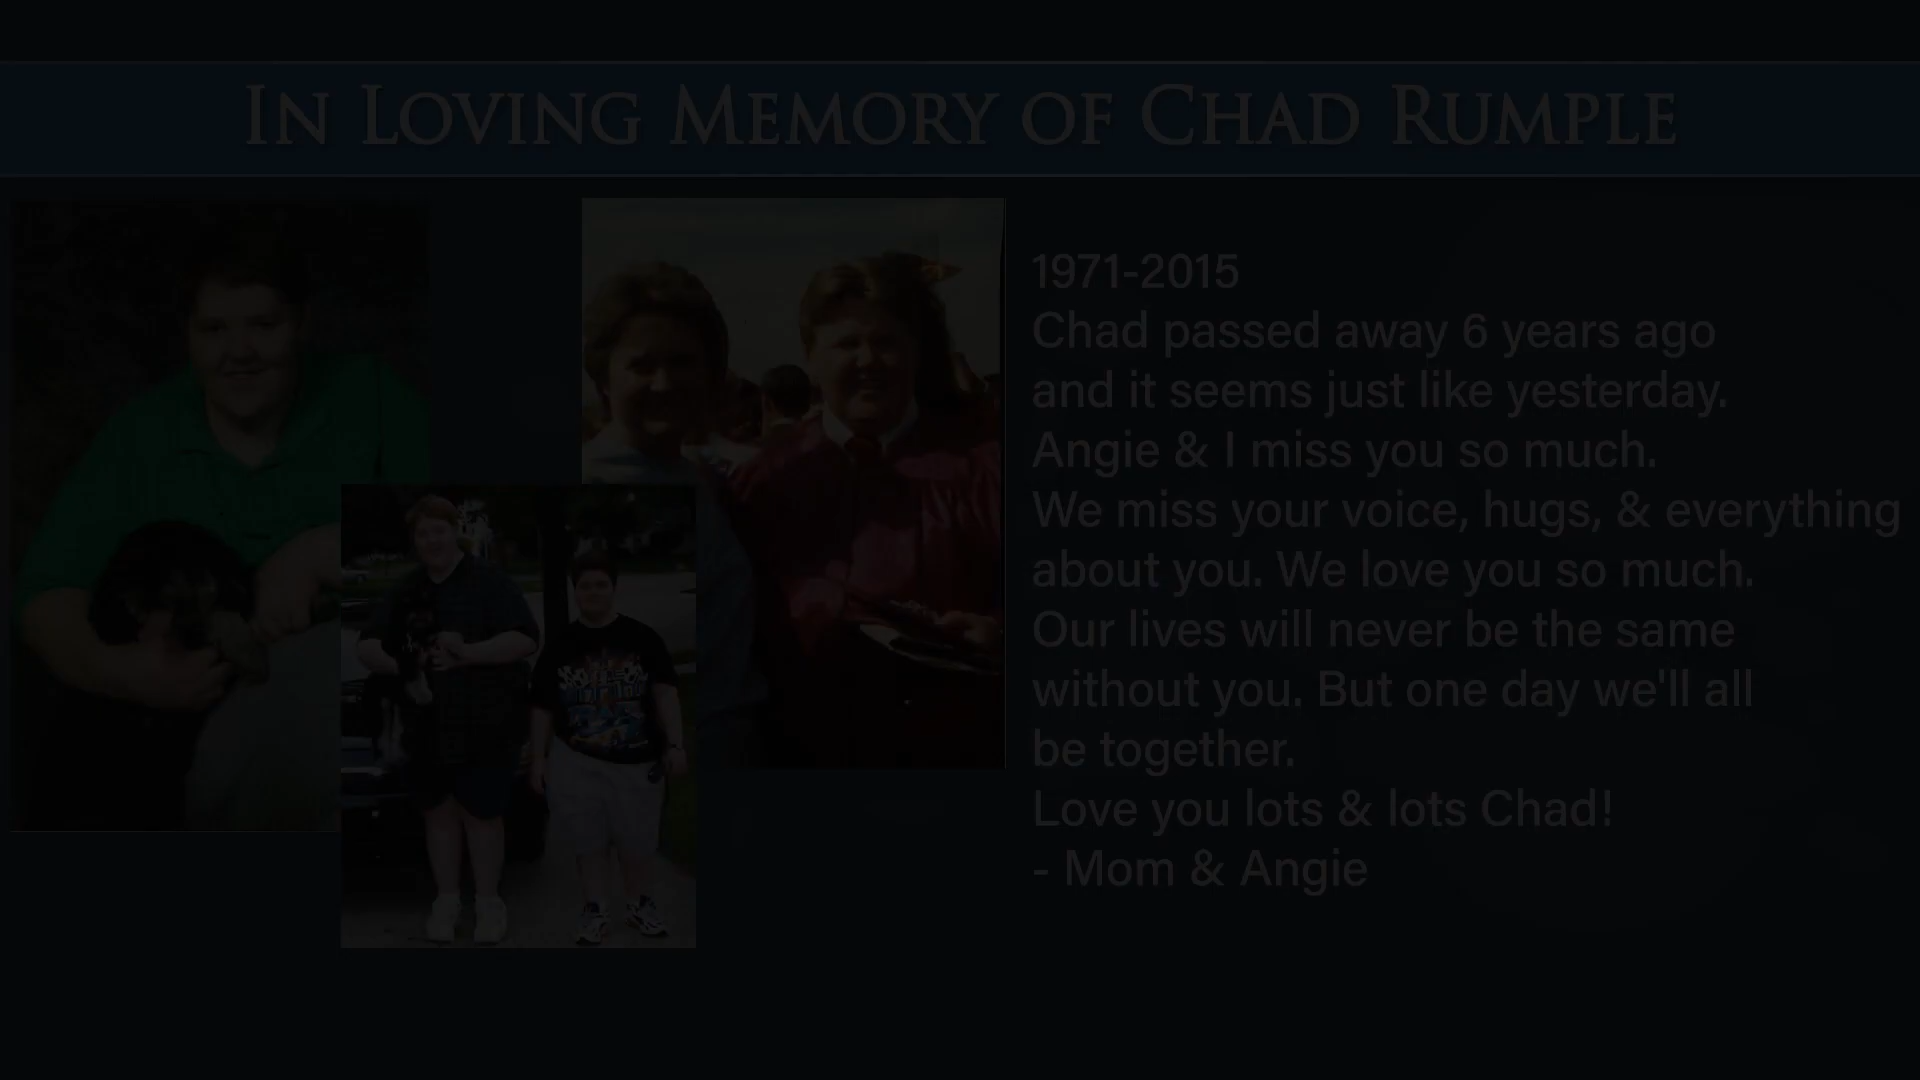 In Loving Memory of Chad Rumple
1971-2015
Chad passed away 6 years ago
and it seems just like yesterday.
Angie & I miss you so much.
We miss your voice, hugs, & everything
about you. We love you so much.
Our lives will never be the same
without you. But one day we'll all
be together.
Love you lots & lots Chad!
- Mom & Angie